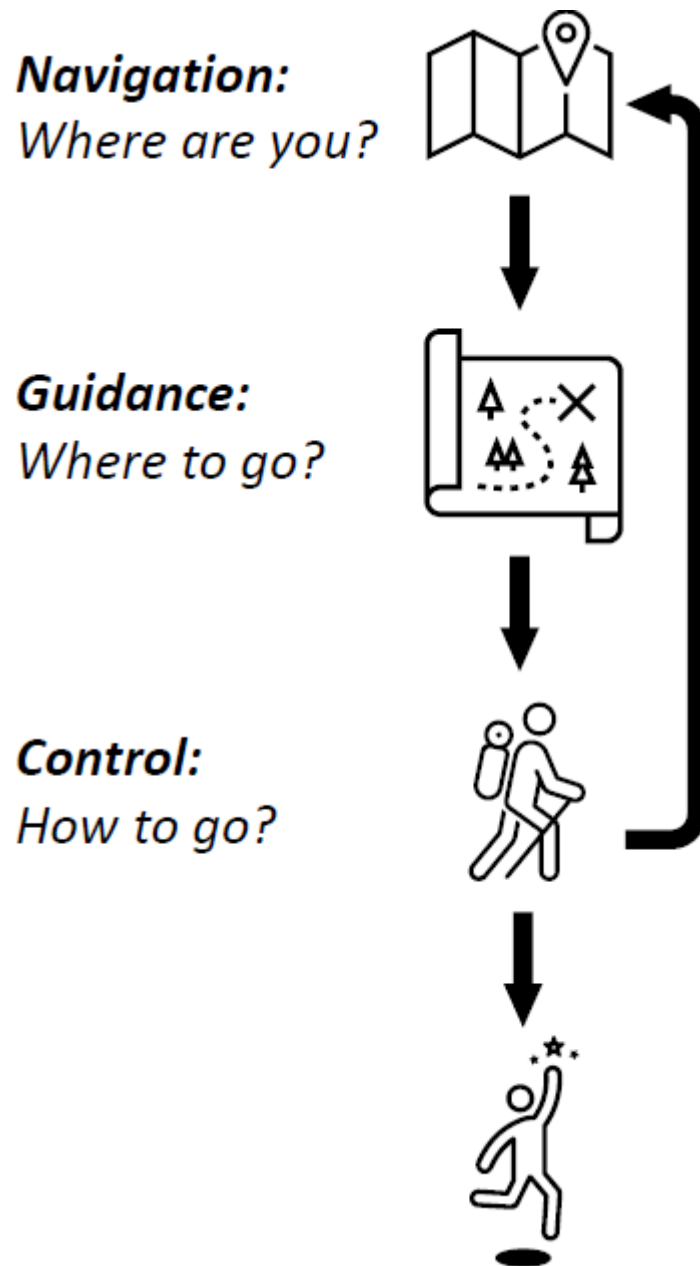 Navigation:
Where are you?
Guidance:
Where to go?
Control:
How to go?